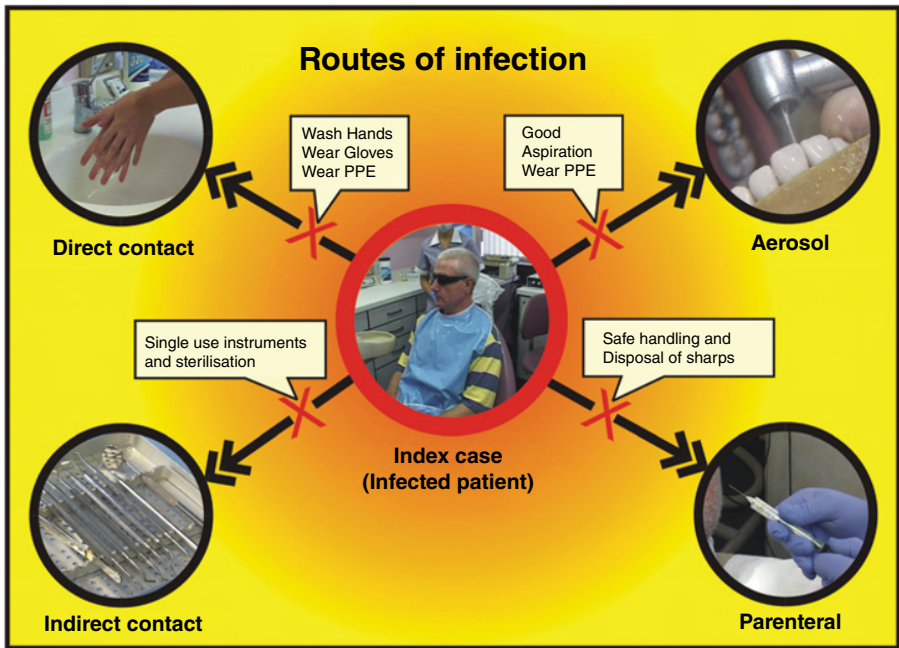 Routes of infection
Wash Hands
Wear Gloves
Wear PPE
Good
Aspiration
Wear PPE
Direct contact
Aerosol
Single use instruments
and sterilisation
Safe handling and
Disposal of sharps
Index case
(Infected patient)
Indirect contact
Parenteral